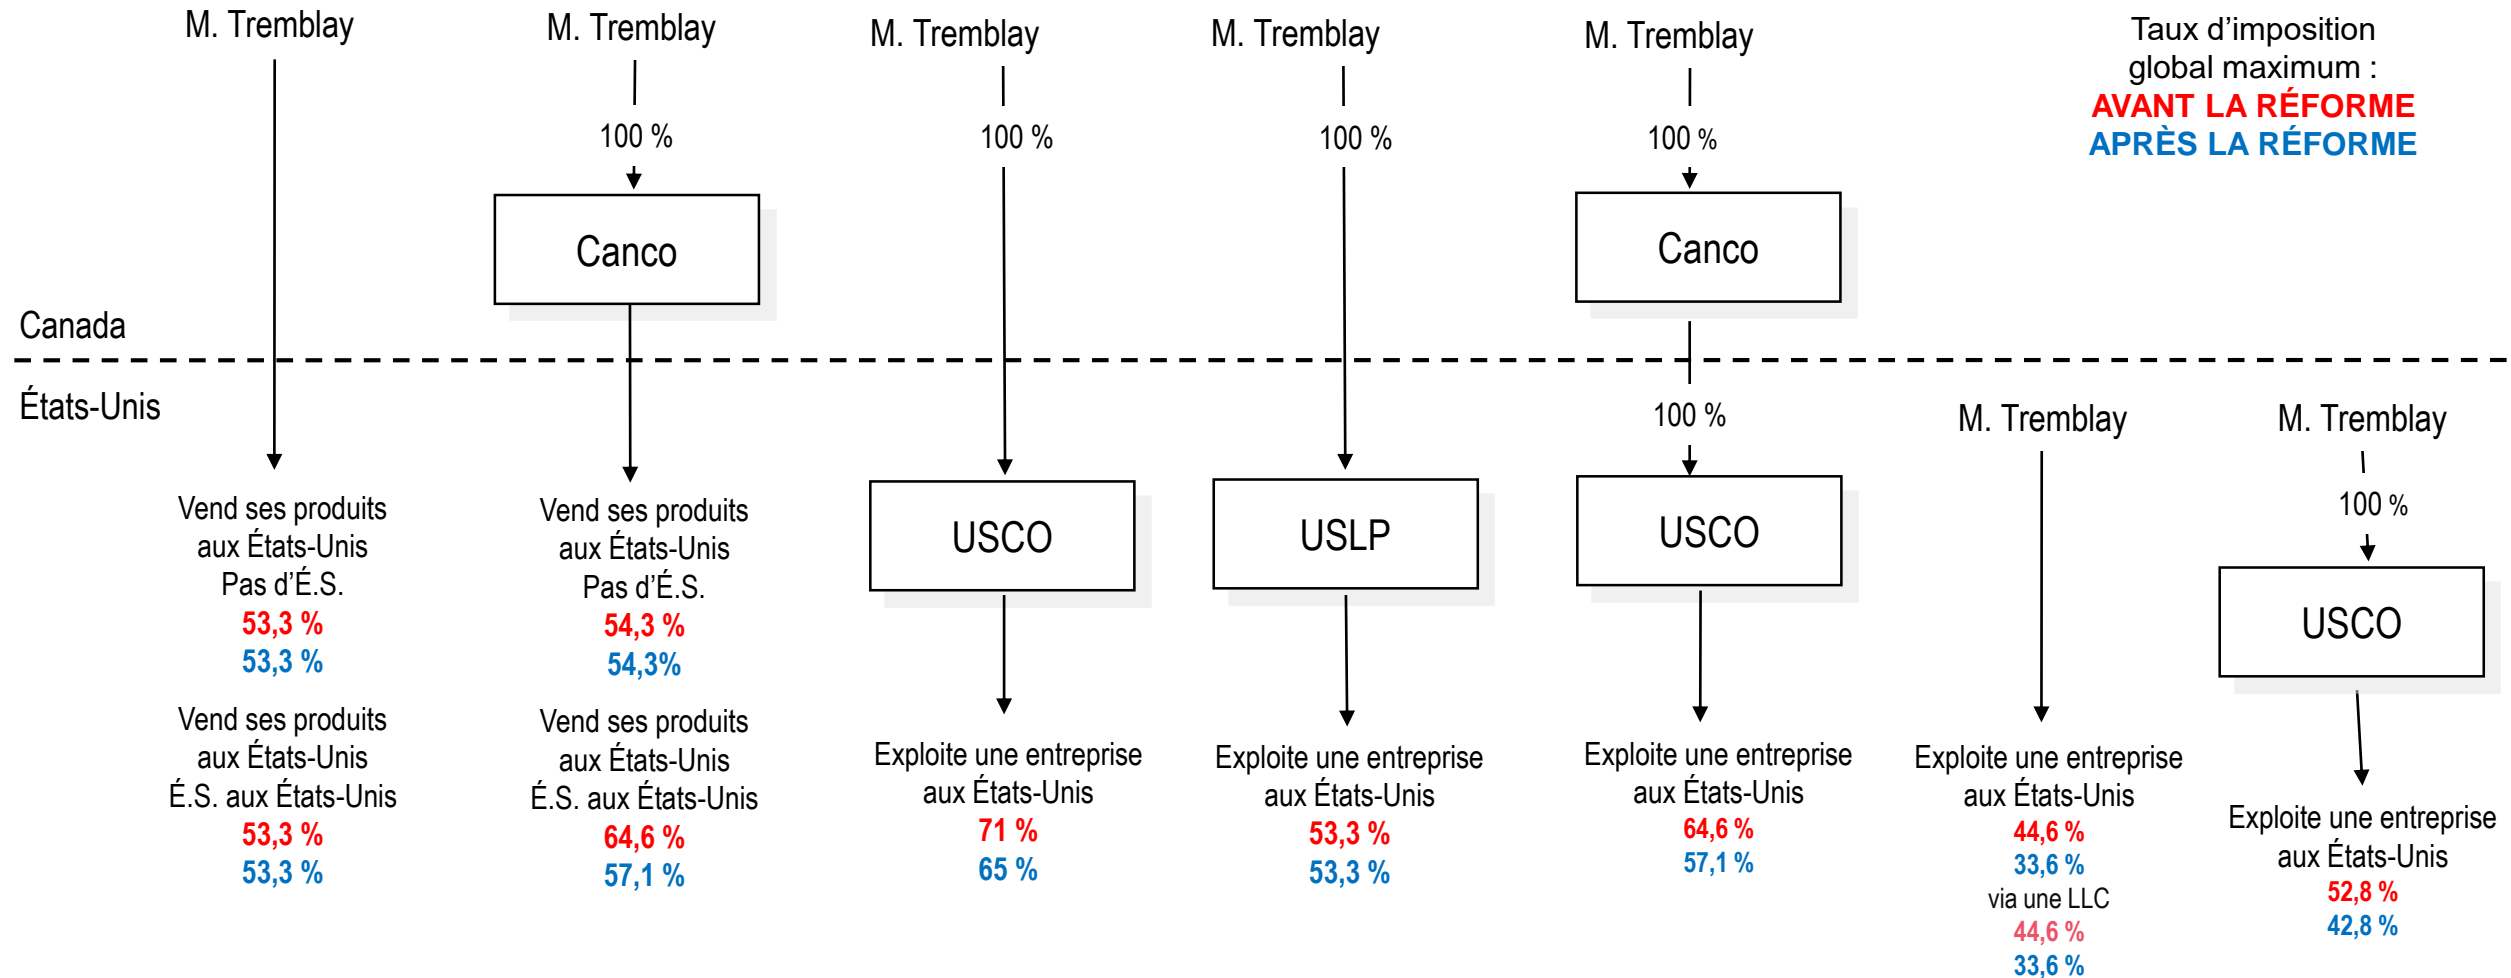 M. Tremblay
Vend ses produits
aux États-Unis
Pas d’É.S.
53,3 %
53,3 %
Vend ses produits
aux États-Unis
É.S. aux États-Unis
53,3 %
53,3 %
M. Tremblay
100 %
Canco
Vend ses produits
aux États-Unis
Pas d’É.S.
54,3 %
54,3%
Vend ses produits
aux États-Unis
É.S. aux États-Unis
64,6 %
57,1 %
M. Tremblay
100 %
USCO
Exploite une entreprise
aux États-Unis
71 %
65 %
M. Tremblay
100 %
USLP
Exploite une entreprise
aux États-Unis
53,3 %
53,3 %
M. Tremblay
100 %
Canco
100 %
USCO
Exploite une entreprise
aux États-Unis
64,6 %
57,1 %
Taux d’imposition
global maximum :
AVANT LA RÉFORME
APRÈS LA RÉFORME
Canada
États-Unis
M. Tremblay
Exploite une entreprise
aux États-Unis
44,6 %
33,6 %
via une LLC
44,6 %
33,6 %
M. Tremblay
100 %
USCO
Exploite une entreprise
aux États-Unis
52,8 %
42,8 %